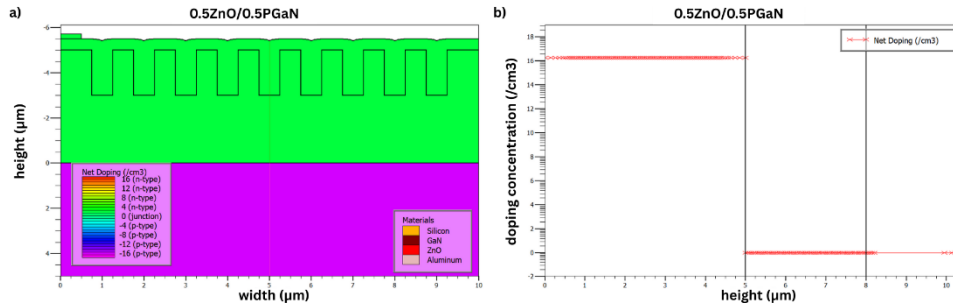 a)
0.5ZnO/0.5PGaN
height (µm)
-6
-4
-2
0
2
4
Net Doping (/cm3)
16 (n-type)
12 (n-type)
8 (n-type)
4 (n-type)
0 (junction)
-4 (p-type)
-8 (p-type)
-12 (p-type)
-16 (p-type)
Materials
Silicon
GaN
ZnO
Aluminum
0 1 2 3 4 5 6 7 8 9 10
width (µm)
b)
0.5ZnO/0.5PGaN
doping concentration (/cm3)
18
16
14
12
10
8
6
4
2
0
-2
Net Doping (/cm3)
0 1 2 3 4 5 6 7 8 9 10
height (µm)